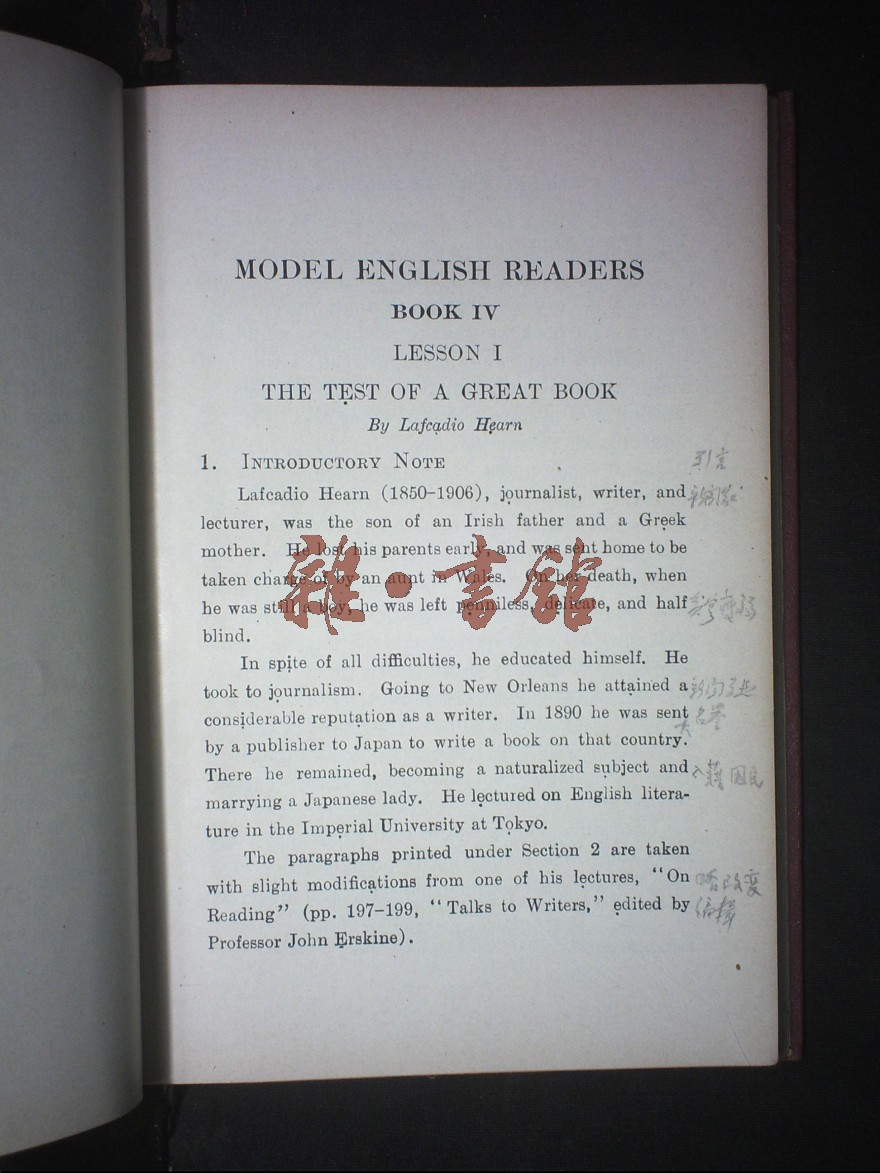 MODEL ENGLISH READERS
BOOK IV
LESSON I
THE TEST OF A GREAT BOOK
By Lafcadio Hearn
1. INTRODUCTORY NOTE 引言
Lafcadio Hearn (1850-1906), journalist, writer, and
lecturer, was the son of an Irish father and a Greek
mother. He lost his parents early, and was sent home to be
taken charge of by an aunt in Wales. On her death, when
he was still a boy, he was left penniless, delicate, and half
blind.
In spite of all difficulties, he educated himself. He
took to journalism. Going to New Orleans he attained a
considerable reputation as a writer. In 1890 he was sent
by a publisher to Japan to write a book on that country.
There he remained, becoming a naturalized subject and
marrying a Japanese lady. He lectured on English litera-
ture in the Imperial University at Tokyo.
The paragraphs printed under Section 2 are taken
with slight modifications from one of his lectures, "On
Reading" (pp. 197-199, "Talks to Writers," edited by 编辑
Professor John Erskine).
雜·書館